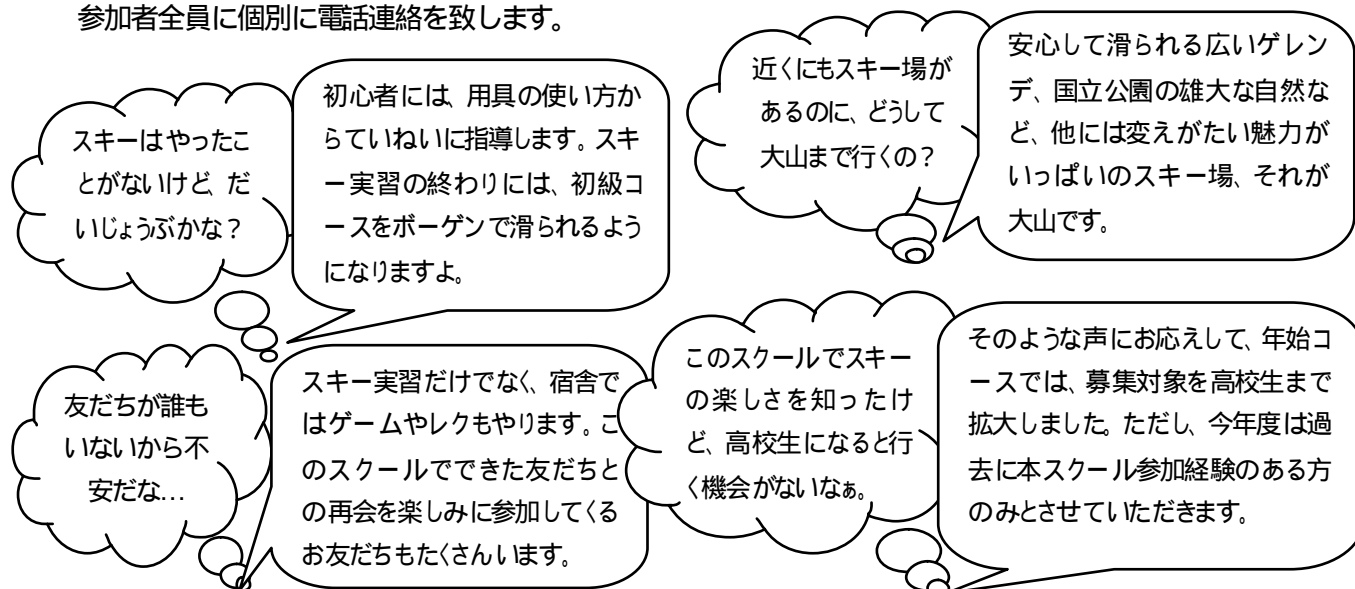 参加者全員に個別に電話連絡を致します。
スキーはやったこ
とがないけど、だ
いじょうぶかな？
初心者には、用具の使い方か
らていねいに指導します。スキ
ー実習の終わりには、初級コ
ースをボーゲンで滑られるよう
になりますよ。
近くにもスキー場が
あるのに、どうして
大山まで行くの？
安心して滑られる広いゲレン
デ、国立公園の雄大な自然な
ど、他には変えがたい魅力が
いっぱいのスキー場、それが
大山です。
友だちが誰も
いないから不
安だな…
スキー実習だけでなく、宿舎で
はゲームやレクもやります。こ
のスクールでできた友だちと
の再会を楽しみに参加してくる
お友だちもたくさんいます。
このスクールでスキー
の楽しさを知ったけ
ど、高校生になると行
く機会がないなぁ。
そのような声にお応えして、年始コ
ースでは、募集対象を高校生まで
拡大しました。ただし、今年度は過
去に本スクール参加経験のある方
のみとさせていただきます。